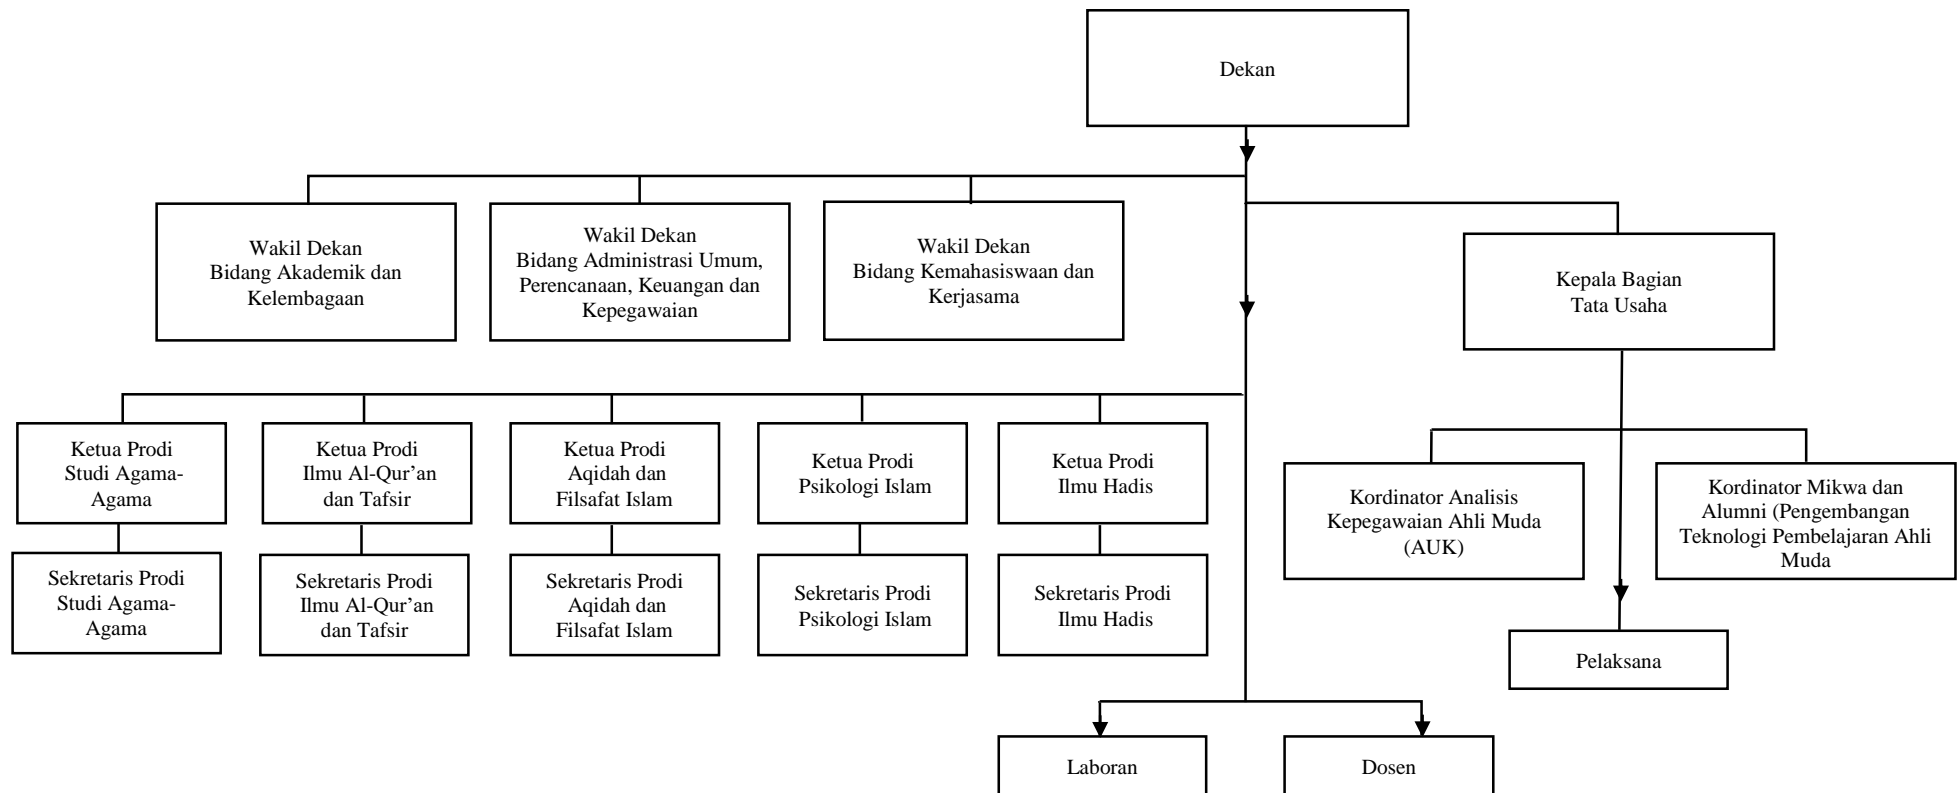 Dekan
Wakil Dekan
Bidang Akademik dan
Kelembagaan
Wakil Dekan
Bidang Administrasi Umum,
Perencanaan, Keuangan dan
Kepegawaian
Wakil Dekan
Bidang Kemahasiswaan dan
Kerjasama
Kepala Bagian
Tata Usaha
Ketua Prodi
Studi Agama-
Agama
Ketua Prodi
Ilmu Al-Qur’an
dan Tafsir
Ketua Prodi
Aqidah dan
Filsafat Islam
Ketua Prodi
Psikologi Islam
Ketua Prodi
Ilmu Hadis
Kordinator Analisis
Kepegawaian Ahli Muda
(AUK)
Kordinator Mikwa dan
Alumni (Pengembangan
Teknologi Pembelajaran Ahli
Muda
Sekretaris Prodi
Studi Agama-
Agama
Sekretaris Prodi
Ilmu Al-Qur’an
dan Tafsir
Sekretaris Prodi
Aqidah dan
Filsafat Islam
Sekretaris Prodi
Psikologi Islam
Sekretaris Prodi
Ilmu Hadis
Pelaksana
Laboran
Dosen